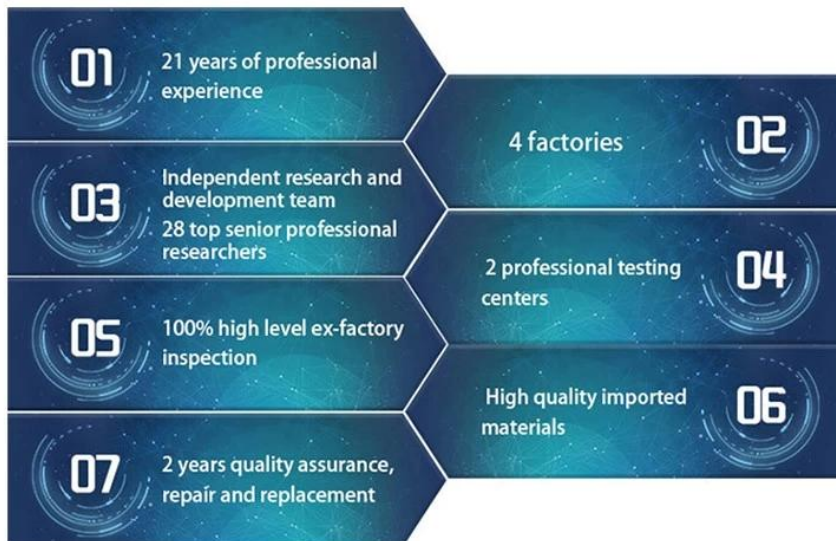 01
21 years of professional
experience
02
4 factories
03
Independent research and
development team
28 top senior professional
researchers
04
2 professional testing
centers
05
100% high level ex-factory
inspection
06
High quality imported
materials
07
2 years quality assurance,
repair and replacement